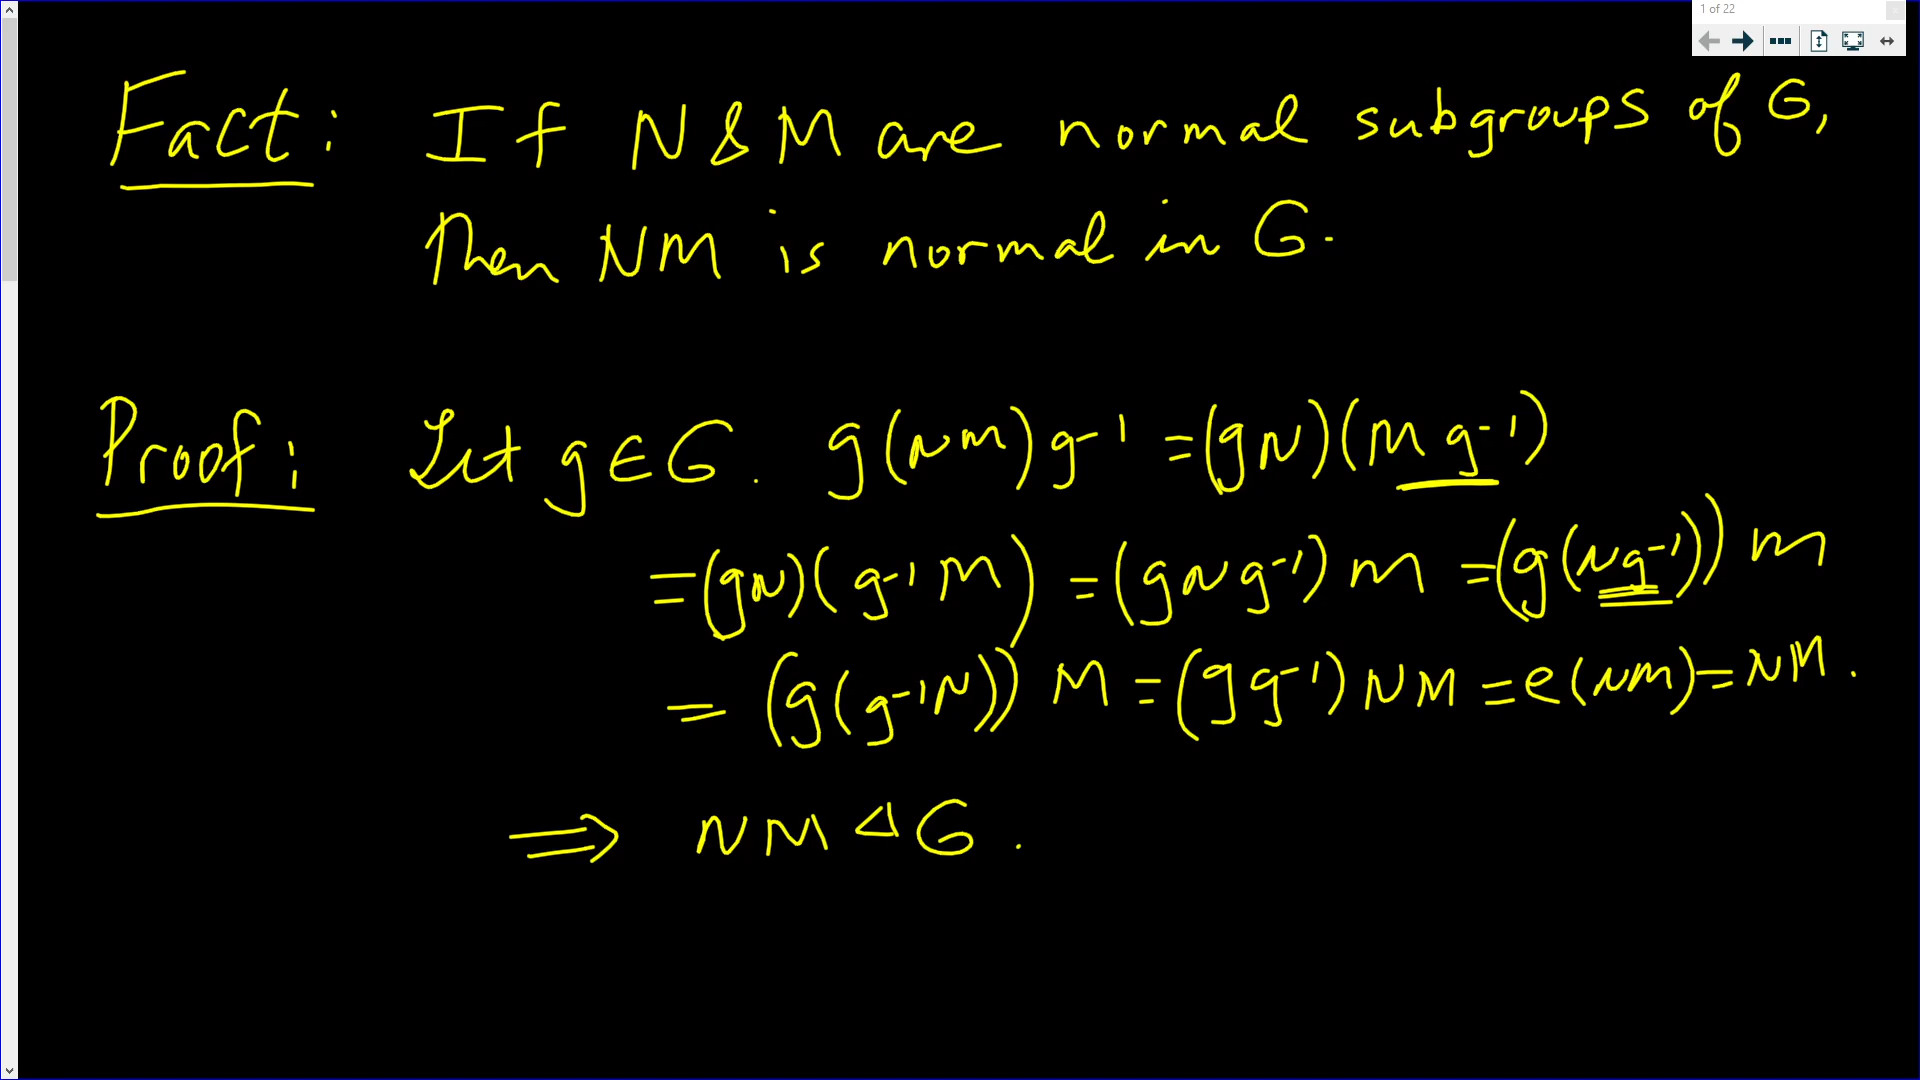 1 of 22
Fact: If N & M are normal subgroups of G,
Then NM is normal in G.
Proof: Let g ∈ G. g(NM)g⁻¹ = (gN)(Mg⁻¹)
= (gN)(g⁻¹M) = (gNg⁻¹)M = (g(Ng⁻¹))M
= (g(g⁻¹N))M = (gg⁻¹)NM = e(NM) = NM.
⟹ NM ⊲ G.